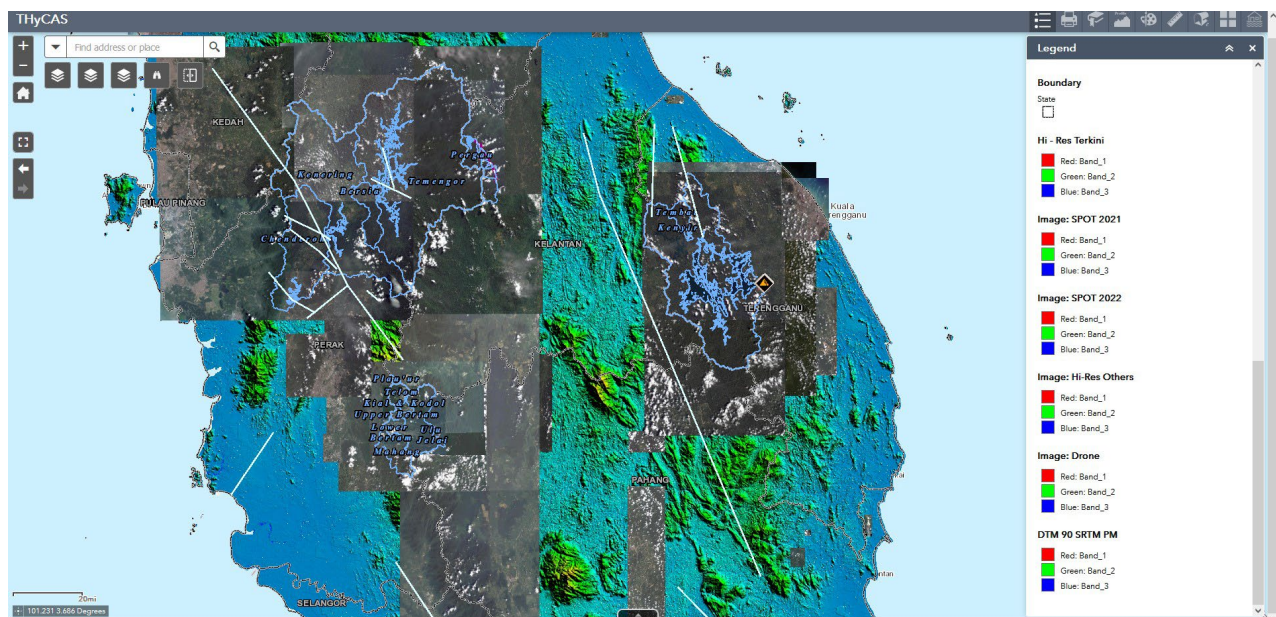 THyCAS
Find address or place
KEDAH
PULAU PINANG
Kenering
Bersia
Temengor
Pergau
Chenderoh
PERAK
KELANTAN
Temba
Kenyir
Kuala
TERENGGANU
Plau'ur
Telom
Kial & Kodol
Upper Bertam
Lower
Bertam
Ulu
Jelai
Mahang
PAHANG
SELANGOR
20mi
101.231 3.686 Degrees
Legend
Boundary
State
Hi - Res Terkini
Red: Band_1
Green: Band_2
Blue: Band_3
Image: SPOT 2021
Red: Band_1
Green: Band_2
Blue: Band_3
Image: SPOT 2022
Red: Band_1
Green: Band_2
Blue: Band_3
Image: Hi-Res Others
Red: Band_1
Green: Band_2
Blue: Band_3
Image: Drone
Red: Band_1
Green: Band_2
Blue: Band_3
DTM 90 SRTM PM
Red: Band_1
Green: Band_2
Blue: Band_3